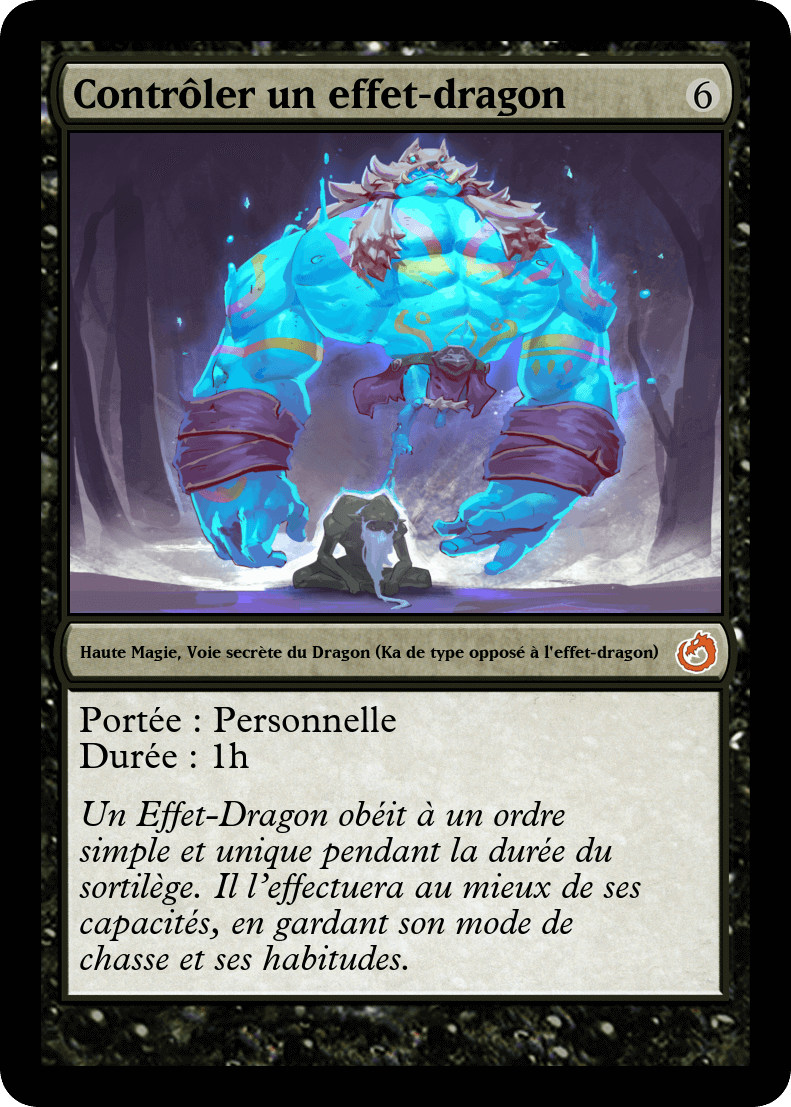 Contrôler un effet-dragon 6
Haute Magie, Voie secrète du Dragon (Ka de type opposé à l'effet-dragon)
Portée : Personnelle
Durée : 1h
Un Effet-Dragon obéit à un ordre
simple et unique pendant la durée du
sortilège. Il l’effectuera au mieux de ses
capacités, en gardant son mode de
chasse et ses habitudes.